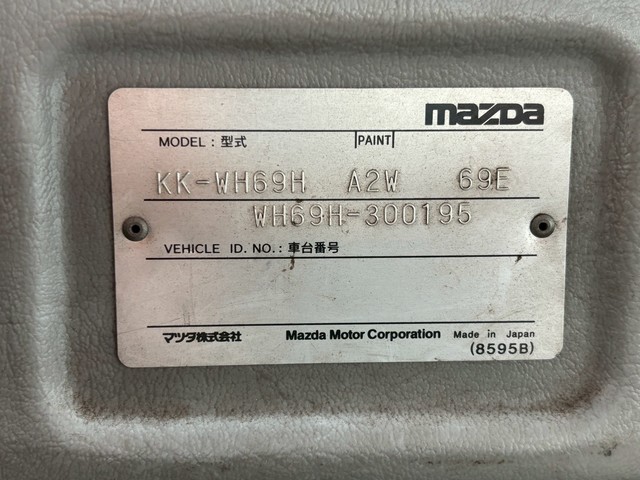 mazda
MODEL : 型式 |PAINT|
KK-WH69H A2W 69E
WH69H-300195
VEHICLE ID. NO. : 車台番号
マツダ株式会社 Mazda Motor Corporation Made in Japan
(8595B)